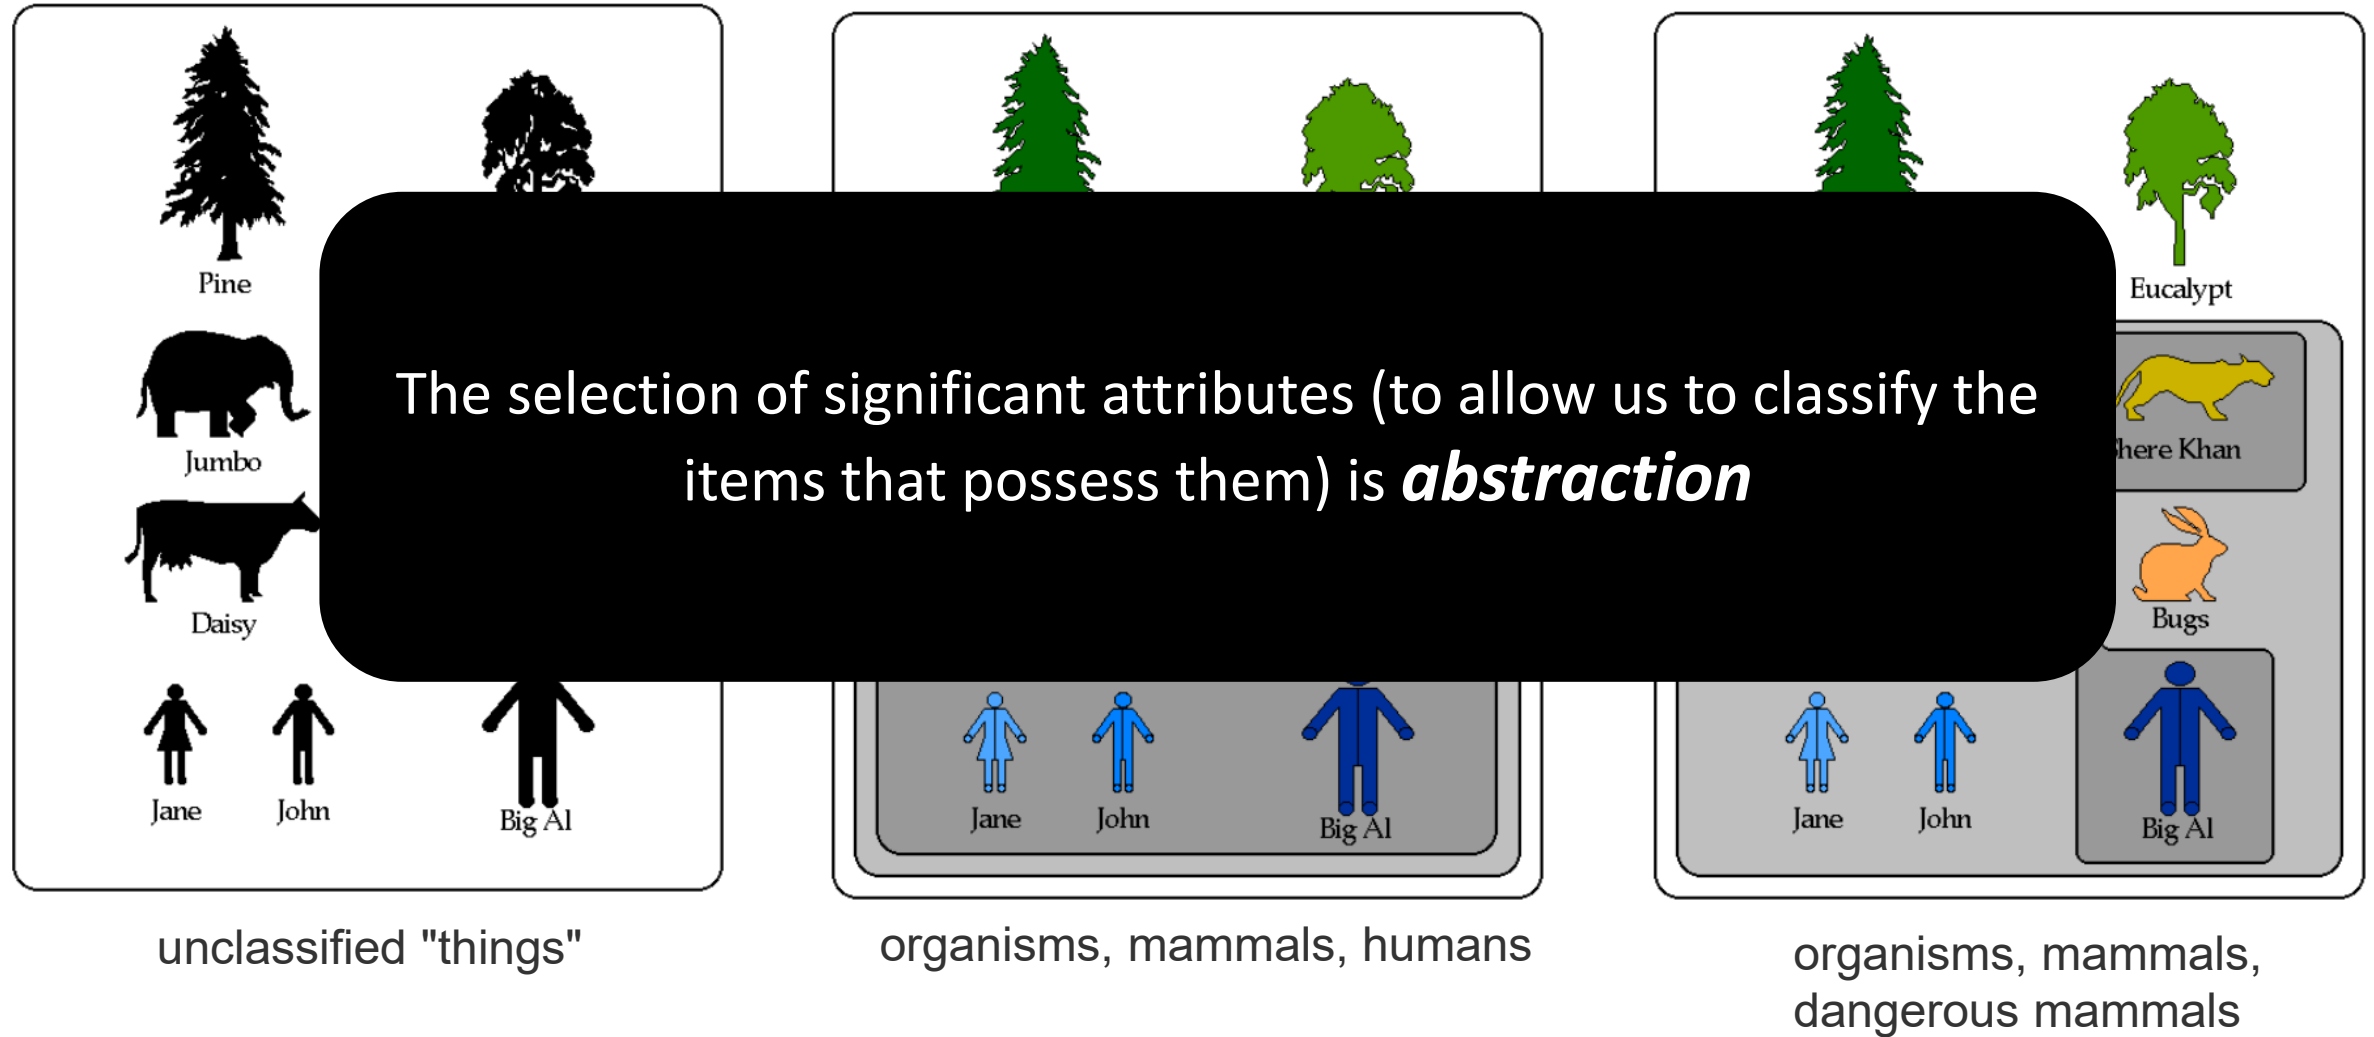 Pine
Jumbo
Daisy
Jane
John
Big Al
The selection of significant attributes (to allow us to classify the
items that possess them) is abstraction
Jane
John
Big Al
Eucalypt
Khan
Bugs
Jane
John
Big Al
unclassified "things"
organisms, mammals, humans
organisms, mammals,
dangerous mammals